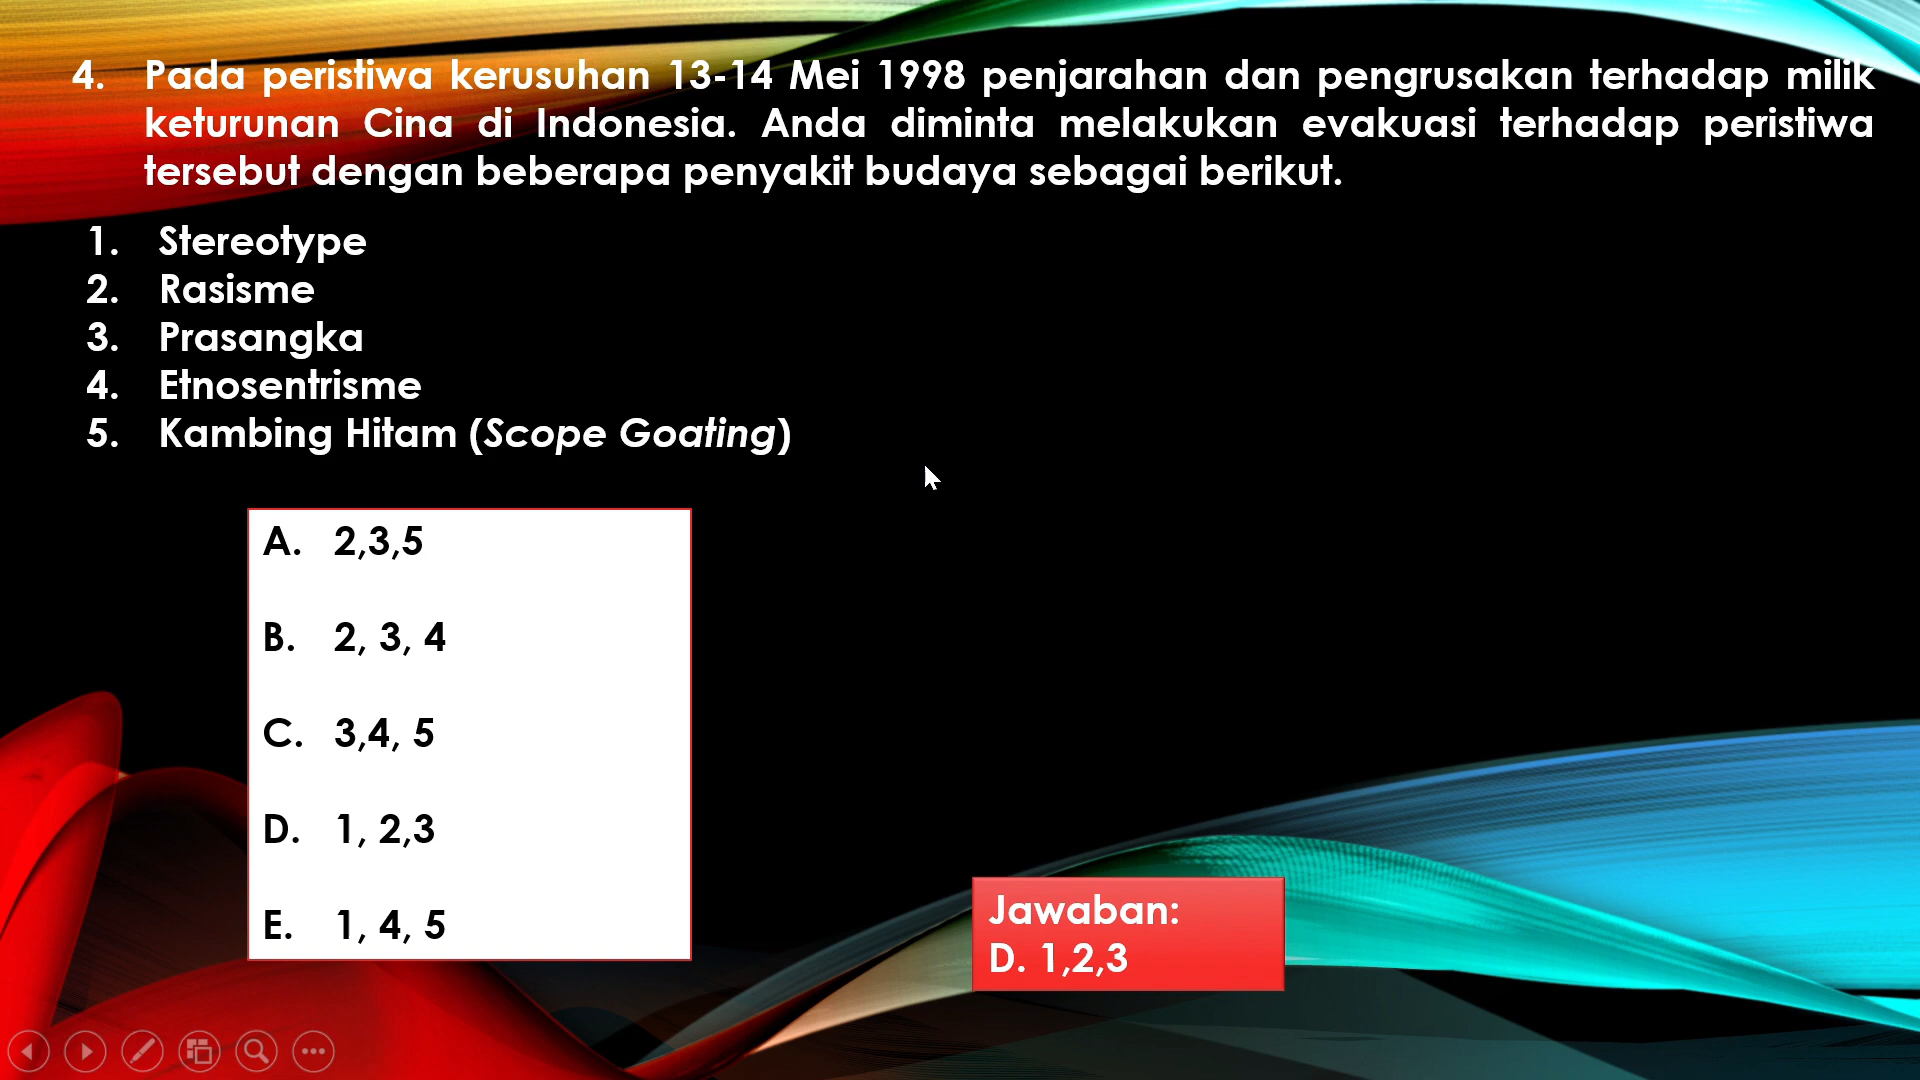 4. Pada peristiwa kerusuhan 13-14 Mei 1998 penjarahan dan pengrusakan terhadap milik
keturunan Cina di Indonesia. Anda diminta melakukan evakuasi terhadap peristiwa
tersebut dengan beberapa penyakit budaya sebagai berikut.
1. Stereotype
2. Rasisme
3. Prasangka
4. Etnosentrisme
5. Kambing Hitam (Scope Goating)
A. 2,3,5
B. 2, 3, 4
C. 3,4, 5
D. 1, 2,3
E. 1, 4, 5
Jawaban:
D. 1,2,3